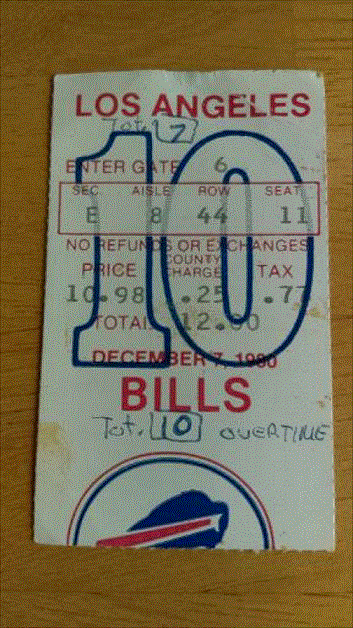 LOS ANGELES
Tot. 7
ENTER GATE 6
SEC AISLE ROW SEAT
E 8 44 11
NO REFUNDS OR EXCHANGES
PRICE COUNTY CHARGE TAX
10.98 .25 .77
TOTAL 12.00
10
DECEMBER 7, 1980
BILLS
Tot. 10 OVERTIME